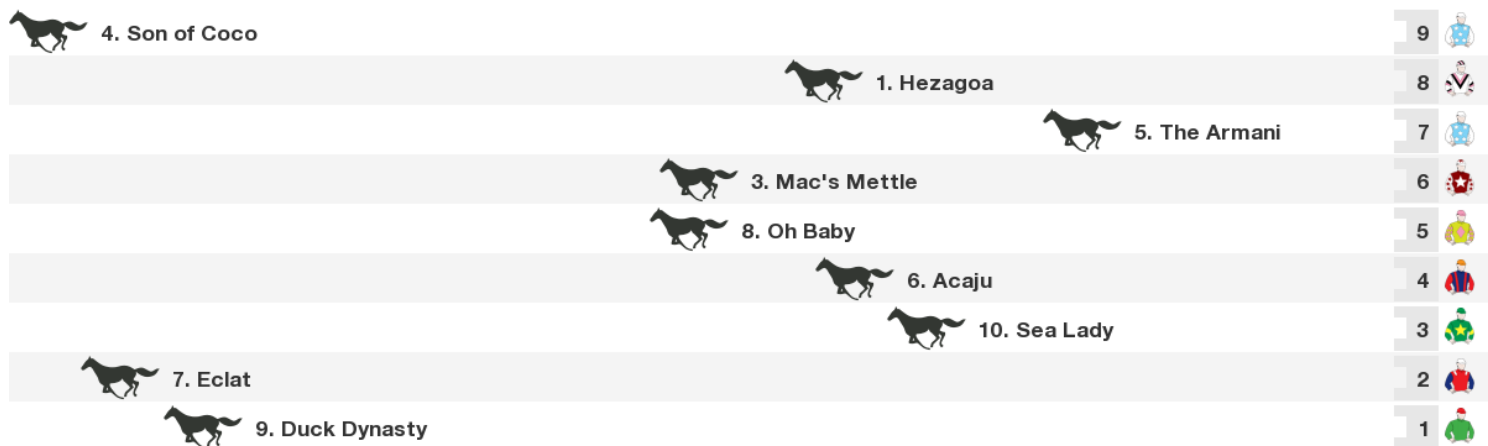 4. Son of Coco 9
1. Hezagoa 8
5. The Armani 7
3. Mac's Mettle 6
8. Oh Baby 5
6. Acaju 4
10. Sea Lady 3
7. Eclat 2
9. Duck Dynasty 1